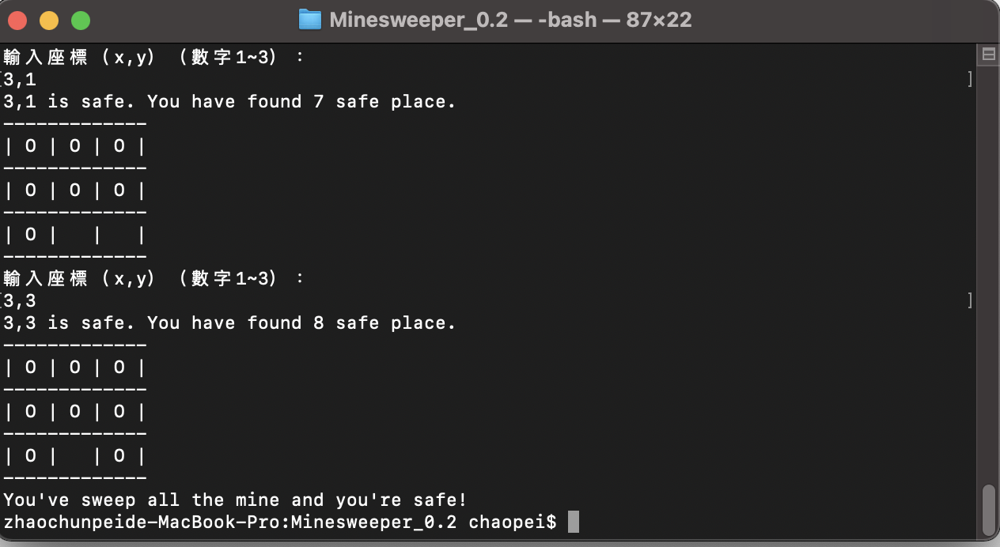 Minesweeper_0.2 — -bash — 87×22
輸入座標（x,y）（數字1~3）：
[3,1 ]
3,1 is safe. You have found 7 safe place.
-------------
| O | O | O |
-------------
| O | O | O |
-------------
| O |   |   |
-------------
輸入座標（x,y）（數字1~3）：
[3,3 ]
3,3 is safe. You have found 8 safe place.
-------------
| O | O | O |
-------------
| O | O | O |
-------------
| O |   | O |
-------------
You've sweep all the mine and you're safe!
zhaochunpeide-MacBook-Pro:Minesweeper_0.2 chaopei$